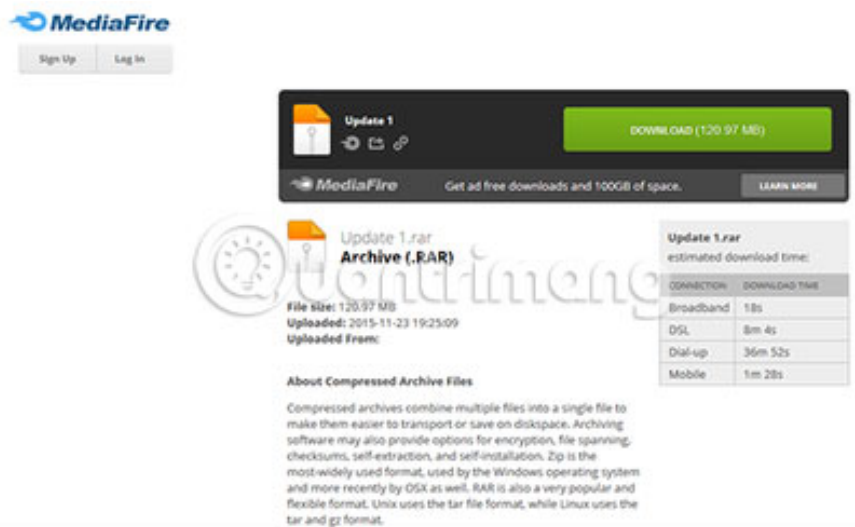 MediaFire
Sign Up
Log In
Update 1
DOWNLOAD (120.97 MB)
MediaFire
Get ad free downloads and 100GB of space.
LEARN MORE
Update 1.rar
Archive (.RAR)
Quantrimang
File size: 120.97 MB
Uploaded: 2015-11-23 19:25:09
Uploaded From:
About Compressed Archive Files
Compressed archives combine multiple files into a single file to
make them easier to transport or save on diskspace. Archiving
software may also provide options for encryption, file spanning,
checksums, self-extraction, and self-installation. Zip is the
most-widely used format, used by the Windows operating system
and more recently by OSX as well. RAR is also a very popular and
flexible format. Unix uses the tar file format, while Linux uses the
tar and gz format.
Update 1.rar
estimated download time:
CONNECTION DOWNLOAD TIME
Broadband 18s
DSL 8m 4s
Dial-up 36m 52s
Mobile 1m 28s